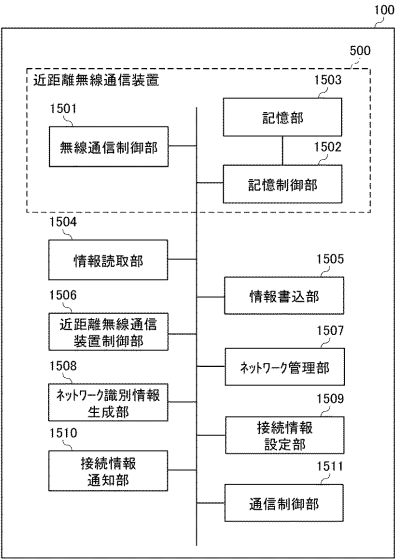 100
500
近距離無線通信装置
1501
無線通信制御部
1503
記憶部
1502
記憶制御部
1504
情報読取部
1505
情報書込部
1506
近距離無線通信
装置制御部
1507
ネットワーク管理部
1508
ネットワーク識別情報
生成部
1509
接続情報
設定部
1510
接続情報
通知部
1511
通信制御部